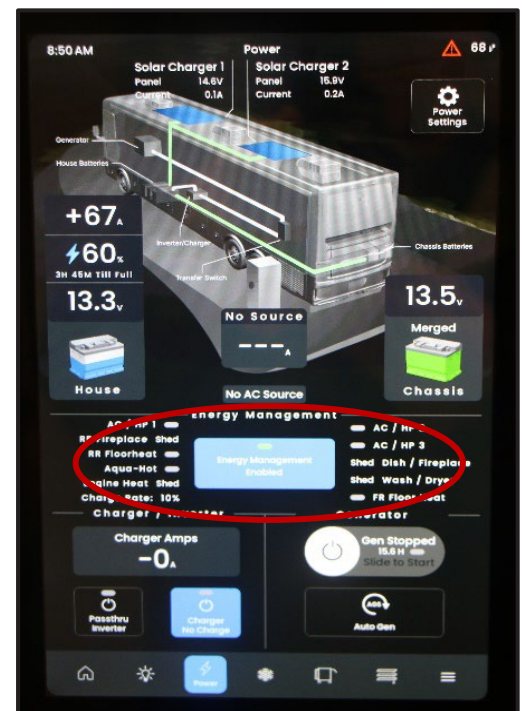 8:50 AM
Power
68 F
Solar Charger 1
Solar Charger 2
Panel 14.6V
Panel 15.9V
Current 0.1A
Current 0.2A
Power
Settings
Generator
House Batteries
Inverter/Charger
Transfer Switch
Chassis Batteries
+67A
60%
3H 45M Till Full
13.3V
House
No Source
---A
No AC Source
13.5V
Merged
Chassis
Energy Management
AC / HP 1
RR Fireplace Shed
RR Floorheat
Aqua-Hot
Engine Heat Shed
Charge Rate: 10%
Energy Management
Enabled
AC / HP
AC / HP 3
Shed Dish / Fireplace
Shed Wash / Dryer
FR Floor Heat
Charger / Inverter
Generator
Charger Amps
-0A
Passthru
Inverter
Charger
No Charge
Gen Stopped
15.6 H
Slide to Start
AGS
Auto Gen
Power